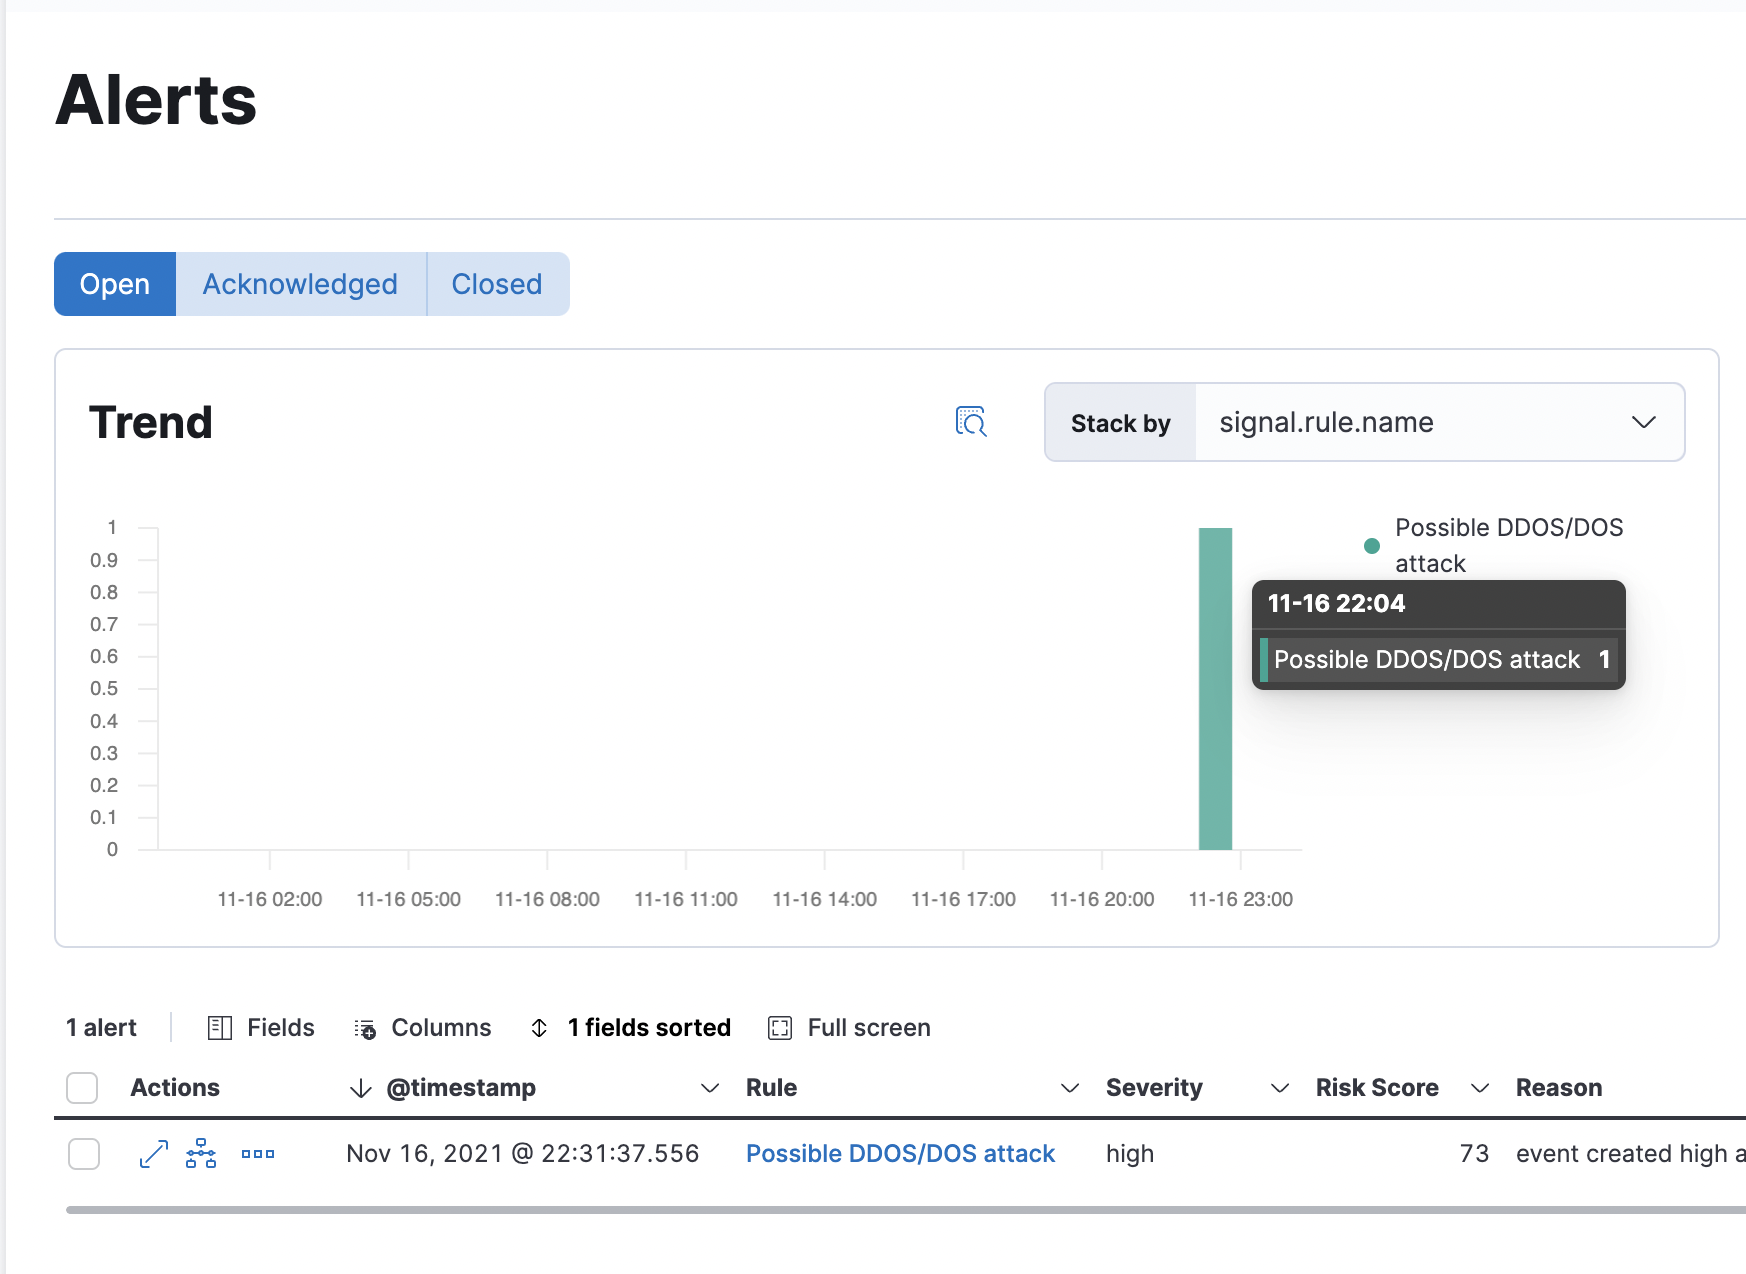 Alerts
Open Acknowledged Closed
Trend
Stack by signal.rule.name
1
0.9
0.8
0.7
0.6
0.5
0.4
0.3
0.2
0.1
0
Possible DDOS/DOS
attack
11-16 22:04
Possible DDOS/DOS attack 1
11-16 02:00 11-16 05:00 11-16 08:00 11-16 11:00 11-16 14:00 11-16 17:00 11-16 20:00 11-16 23:00
1 alert Fields Columns 1 fields sorted Full screen
Actions @timestamp Rule Severity Risk Score Reason
Nov 16, 2021 @ 22:31:37.556 Possible DDOS/DOS attack high 73 event created high a